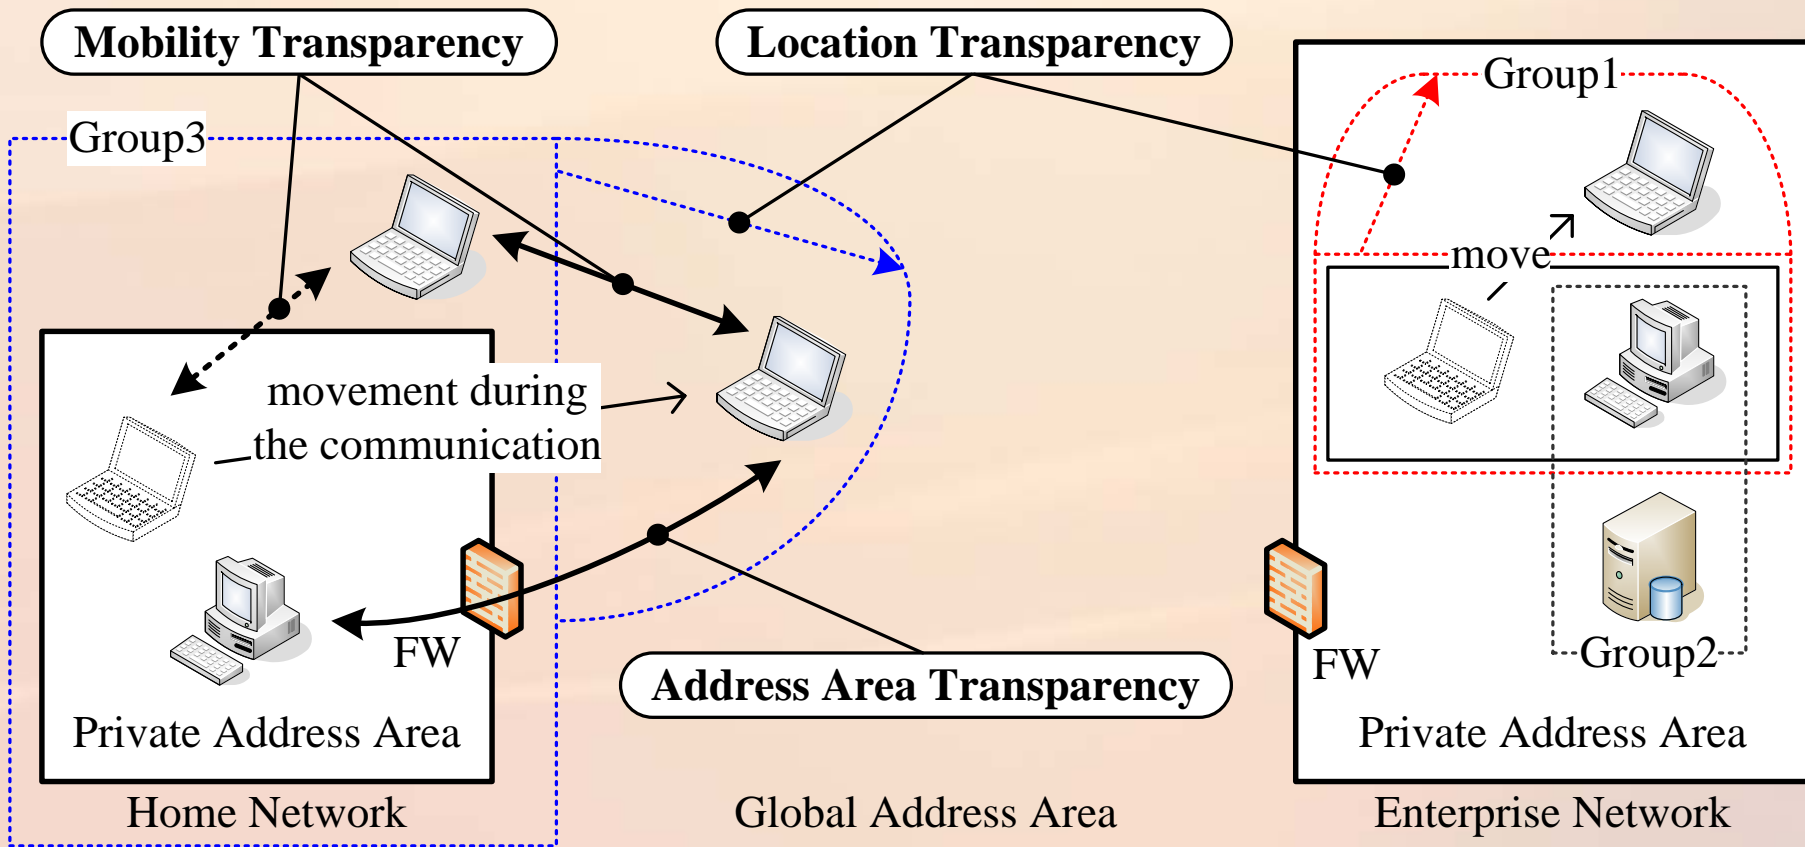 Mobility Transparency
Location Transparency
Group1
Group3
move
movement during
the communication
FW
Group2
FW
Address Area Transparency
Private Address Area
Private Address Area
Home Network
Global Address Area
Enterprise Network